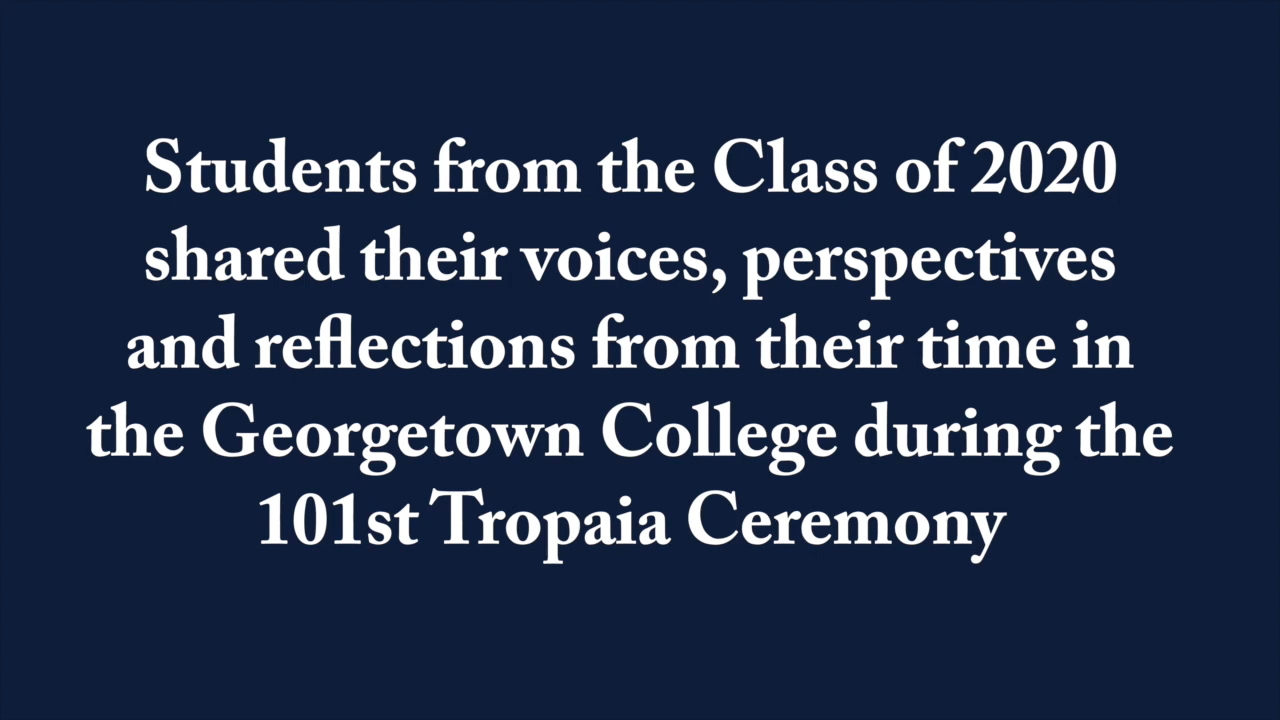 Students from the Class of 2020
shared their voices, perspectives
and reflections from their time in
the Georgetown College during the
101st Tropaia Ceremony